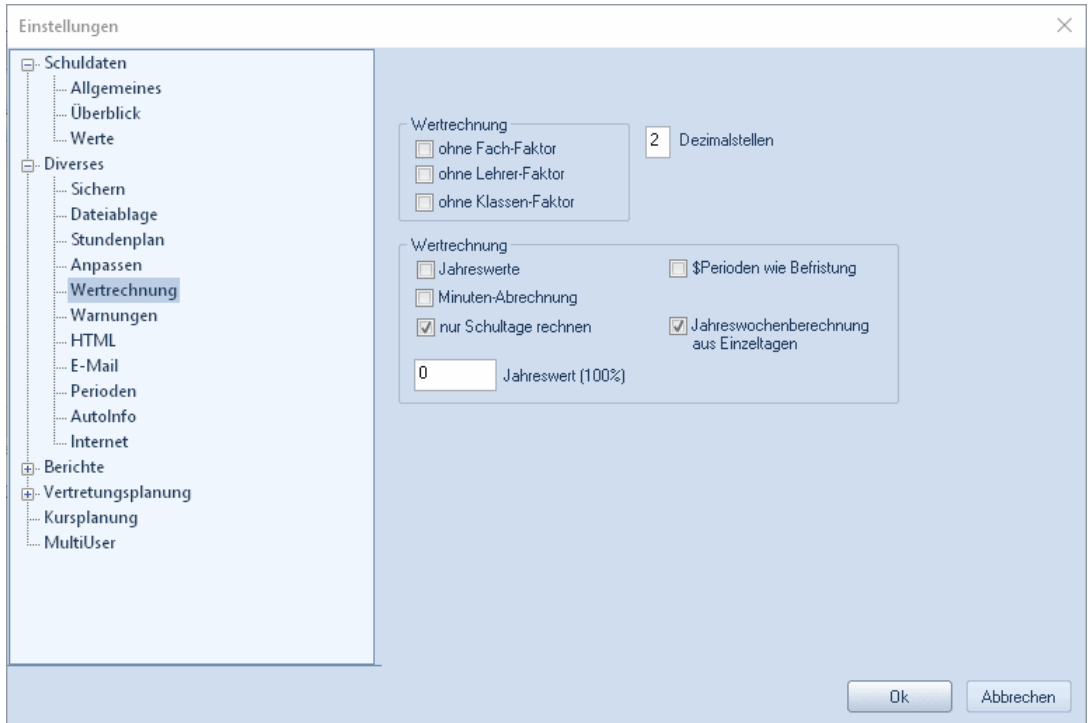 Einstellungen
Schuldaten
Allgemeines
Überblick
Werte
Diverses
Sichern
Dateiablage
Stundenplan
Anpassen
Wertrechnung
Warnungen
HTML
E-Mail
Perioden
AutoInfo
Internet
Berichte
Vertretungsplanung
Kursplanung
MultiUser
Wertrechnung
ohne Fach-Faktor
ohne Lehrer-Faktor
ohne Klassen-Faktor
2 Dezimalstellen
Wertrechnung
Jahreswerte
$Perioden wie Befristung
Minuten-Abrechnung
nur Schultage rechnen
Jahreswochenberechnung
aus Einzeltagen
0 Jahreswert (100%)
Ok
Abbrechen